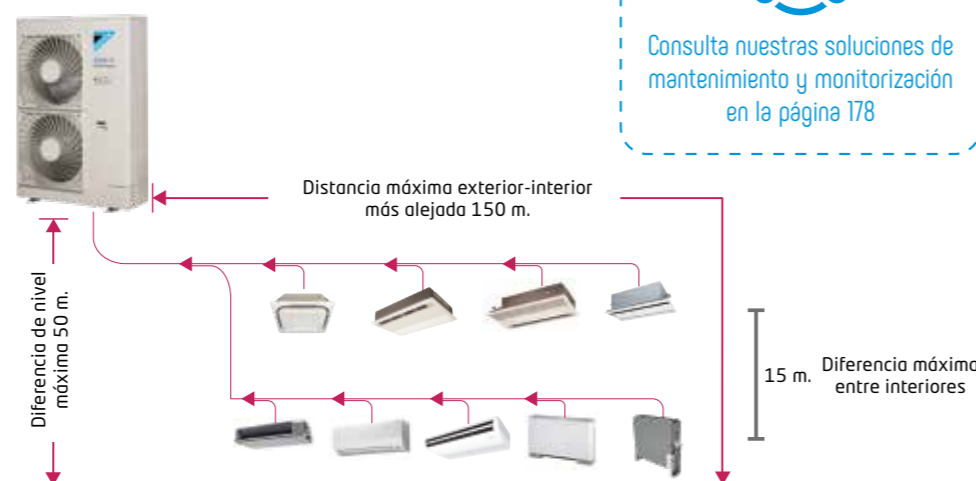 Consulta nuestras soluciones de
mantenimiento y monitorización
en la página 178
Distancia máxima exterior-interior
más alejada 150 m.
Diferencia de nivel
máxima 50 m.
15 m.
Diferencia máxima
entre interiores